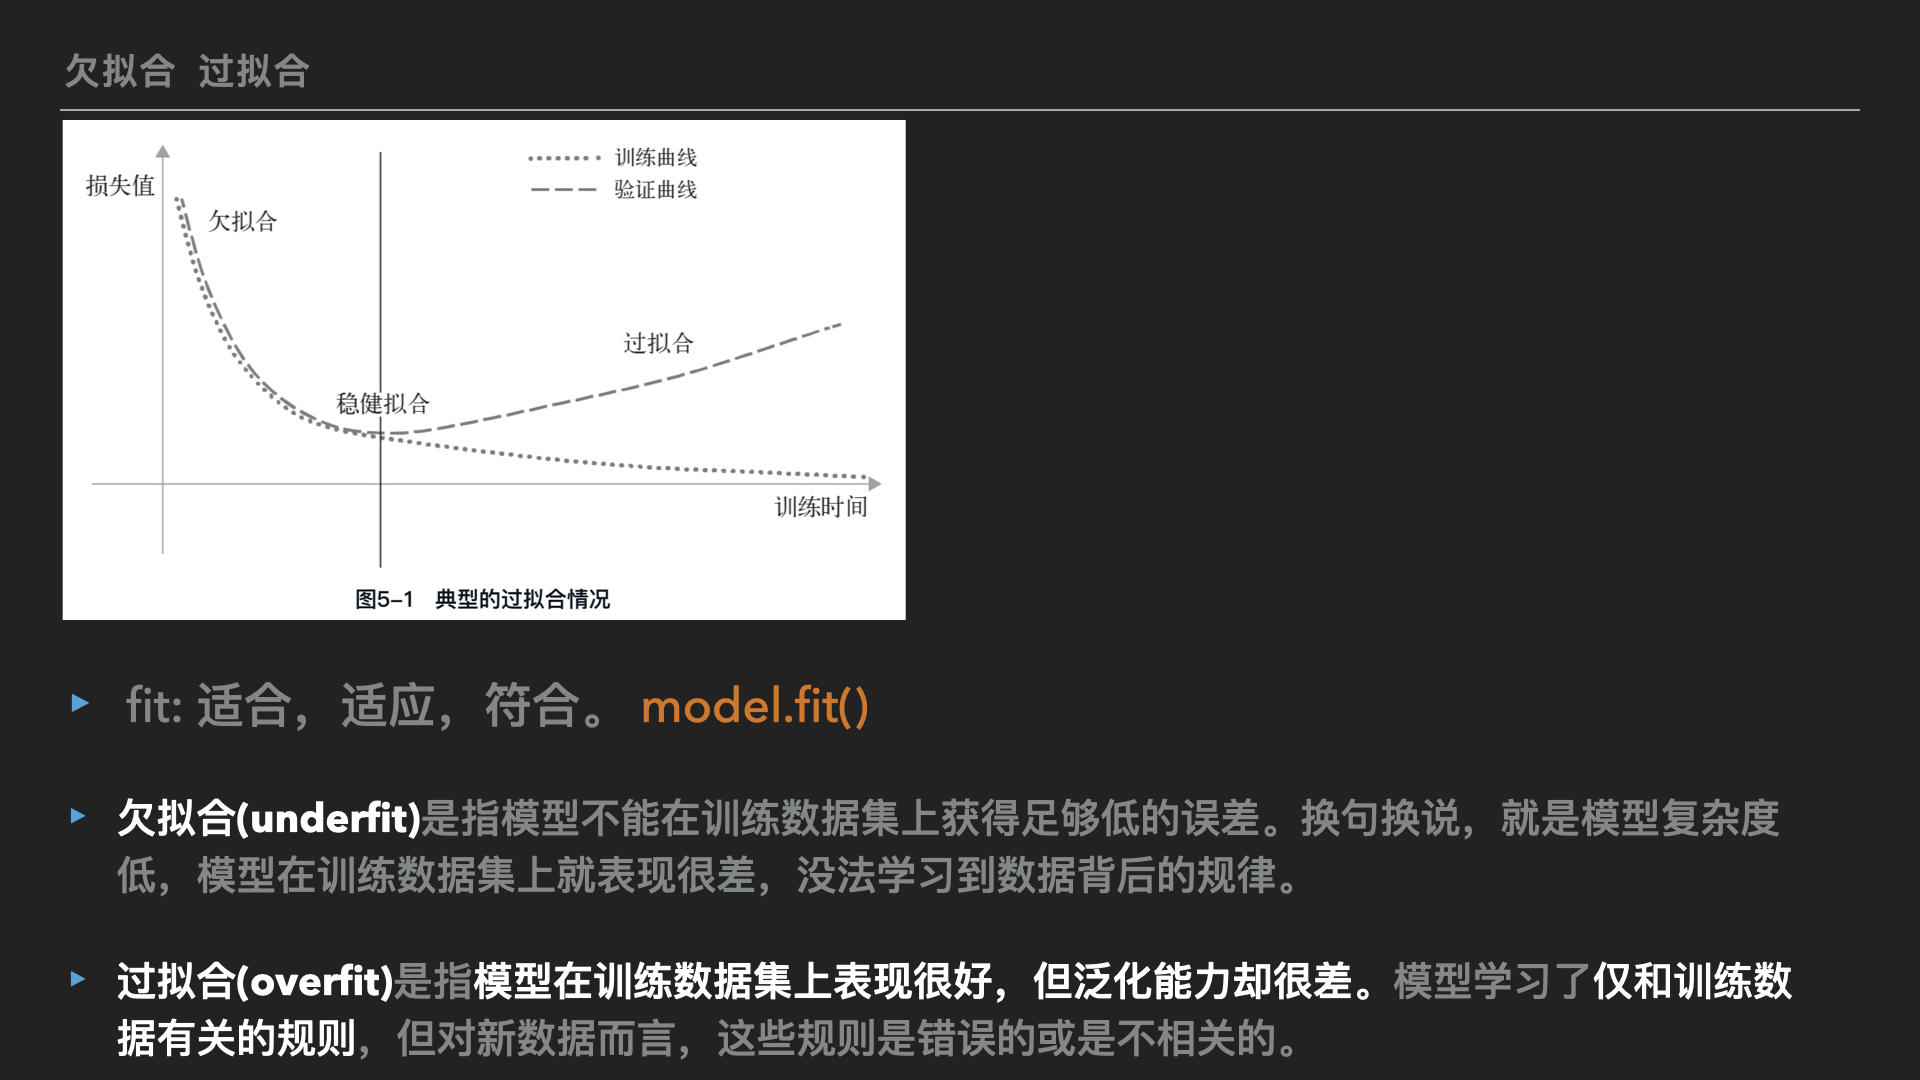 欠拟合 过拟合
损失值
训练曲线
验证曲线
欠拟合
过拟合
稳健拟合
训练时间
图5–1 典型的过拟合情况
fit: 适合，适应，符合。 model.fit()
欠拟合(underfit)是指模型不能在训练数据集上获得足够低的误差。换句换说，就是模型复杂度
低，模型在训练数据集上就表现很差，没法学习到数据背后的规律。
过拟合(overfit)是指模型在训练数据集上表现很好，但泛化能力却很差。模型学习了仅和训练数
据有关的规则，但对新数据而言，这些规则是错误的或是不相关的。